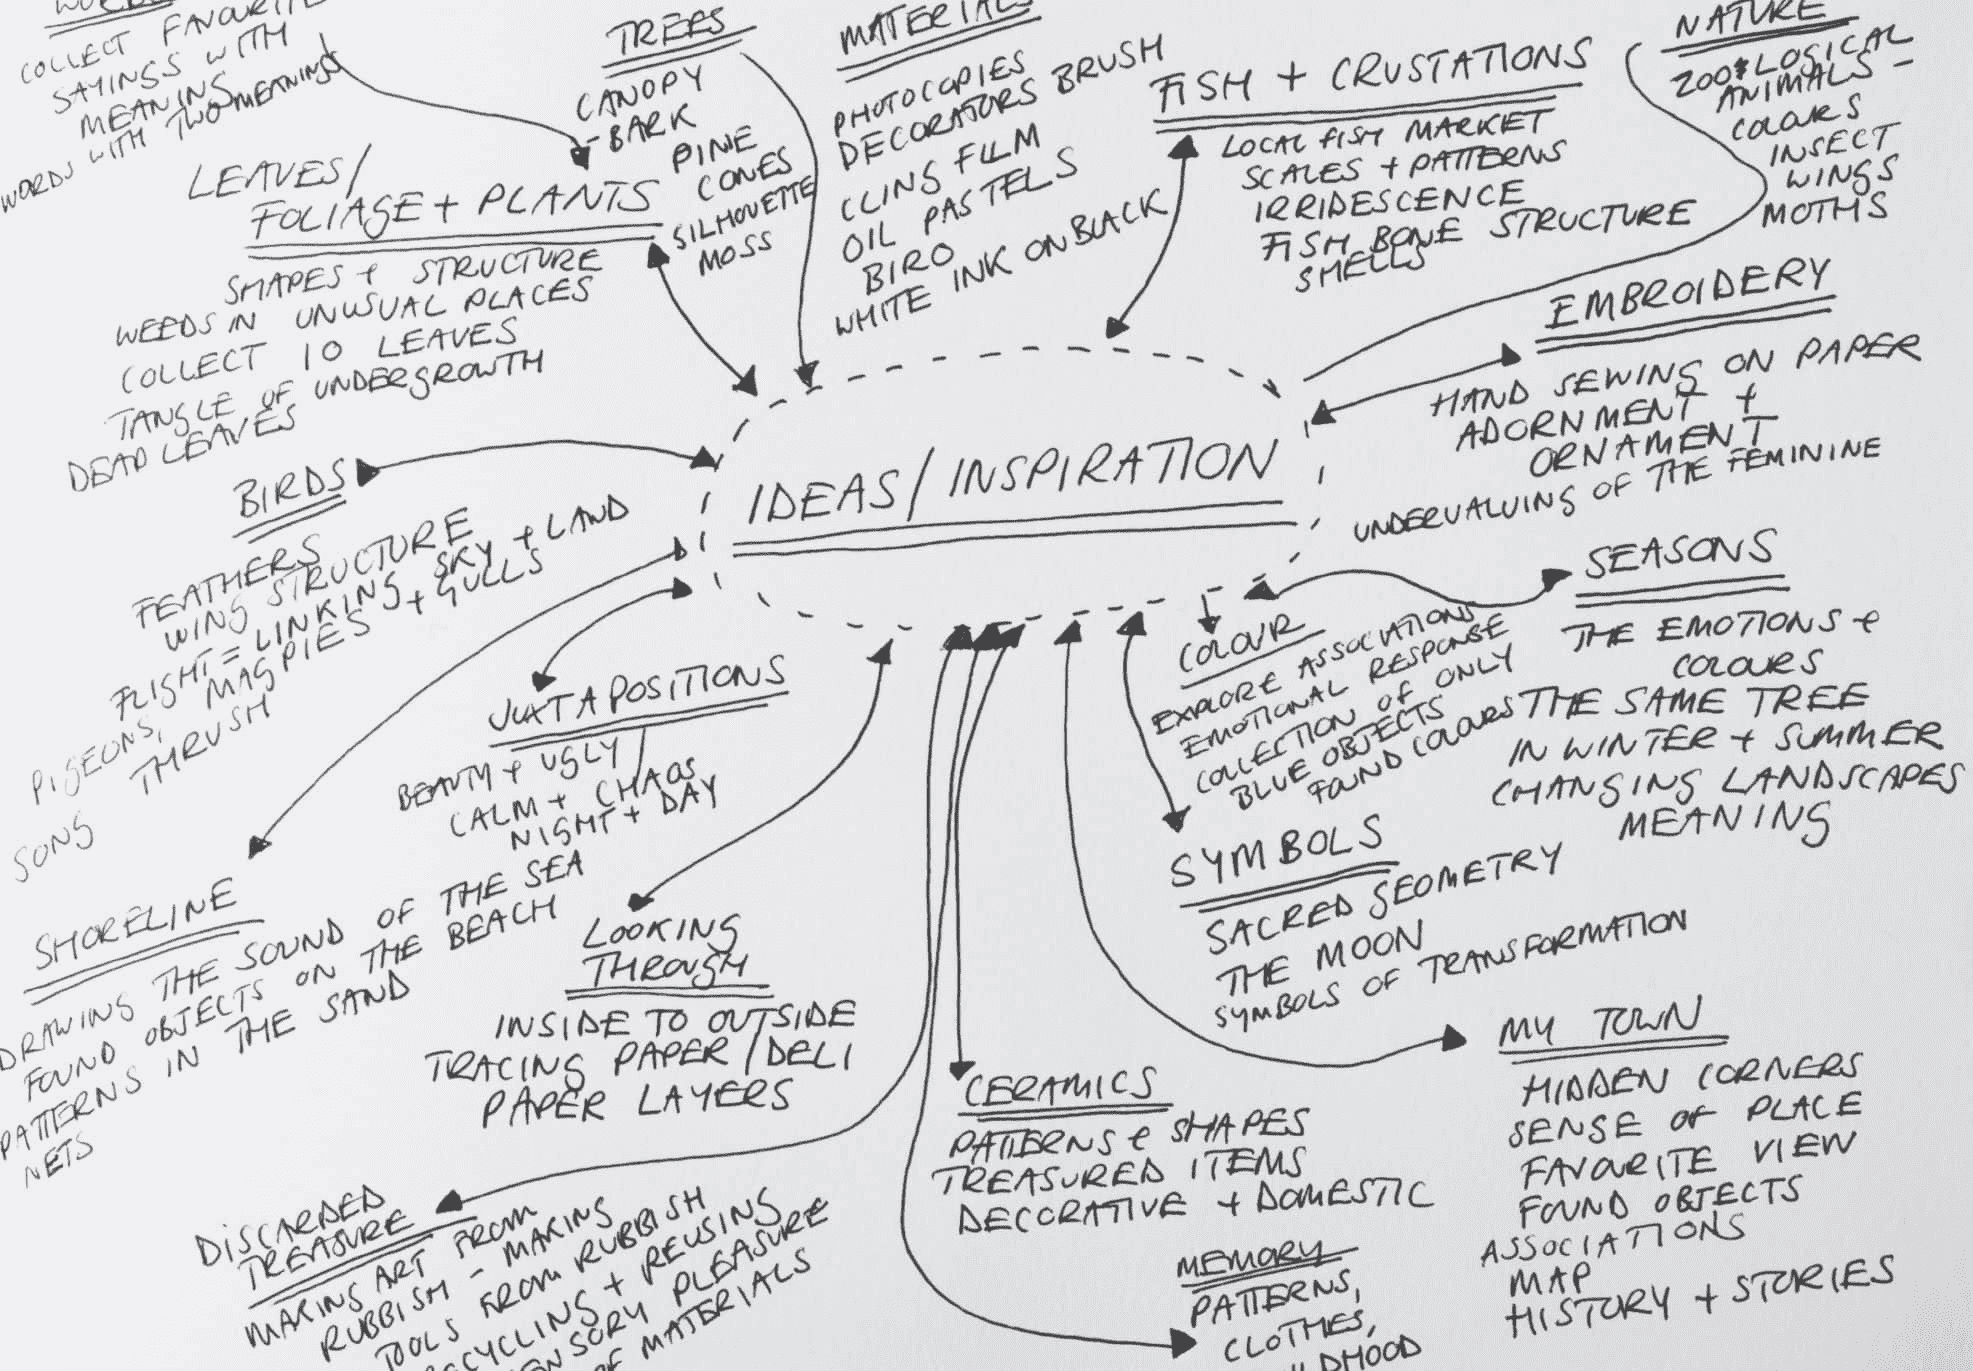 COLLECT FAVOURITE
SAYINGS WITH
MEANING
WORDS WITH TWO MEANINGS
TREES
CANOPY
- BARK
PINE
CONES
SILHOUETTE
MOSS
MATERIALS
PHOTOCOPIES
DECORATORS BRUSH
CLING FILM
OIL PASTELS
BIRO
WHITE INK ON BLACK
FISH + CRUSTATIONS
LOCAL FISH MARKET
SCALES + PATTERNS
IRRIDESCENCE
FISH BONE STRUCTURE
SHELLS
NATURE
ZOOLOGICAL
ANIMALS -
COLOURS
INSECT
WINGS
MOTHS
LEAVES/
FOLIAGE + PLANTS
SHAPES + STRUCTURE
WEEDS IN UNUSUAL PLACES
COLLECT 10 LEAVES
TANGLE OF UNDERGROWTH
DEAD LEAVES
EMBROIDERY
HAND SEWING ON PAPER
ADORNMENT +
ORNAMENT
UNDERVALUING OF THE FEMININE
IDEAS/INSPIRATION
BIRDS
FEATHERS
WING STRUCTURE
FLIGHT = LINKING SKY + LAND
PIGEONS, MAGPIES + GULLS
SONG THRUSH
SEASONS
THE EMOTIONS +
COLOURS
THE SAME TREE
IN WINTER + SUMMER
CHANGING LANDSCAPES
MEANING
COLOUR
EXPLORE ASSOCIATIONS
EMOTIONAL RESPONSE
COLLECTION OF ONLY
BLUE OBJECTS
FOUND COLOURS
JUXTAPOSITIONS
BEAUTY + UGLY
CALM + CHAOS
NIGHT + DAY
SYMBOLS
SACRED GEOMETRY
THE MOON
SYMBOLS OF TRANSFORMATION
SHORELINE
DRAWING THE SOUND OF THE SEA
FOUND OBJECTS ON THE BEACH
PATTERNS IN THE SAND
NETS
LOOKING
THROUGH
INSIDE TO OUTSIDE
TRACING PAPER/DELI
PAPER LAYERS
MY TOWN
HIDDEN CORNERS
SENSE OF PLACE
FAVOURITE VIEW
FOUND OBJECTS
ASSOCIATIONS
MAP
HISTORY + STORIES
CERAMICS
PATTERNS + SHAPES
TREASURED ITEMS
DECORATIVE + DOMESTIC
DISCARDED
TREASURE
MAKING ART FROM
RUBBISH - MAKING
TOOLS FROM RUBBISH
RECYCLING + REUSING
SENSORY PLEASURE
OF MATERIALS
MEMORY
PATTERNS,
CLOTHES,
CHILDHOOD